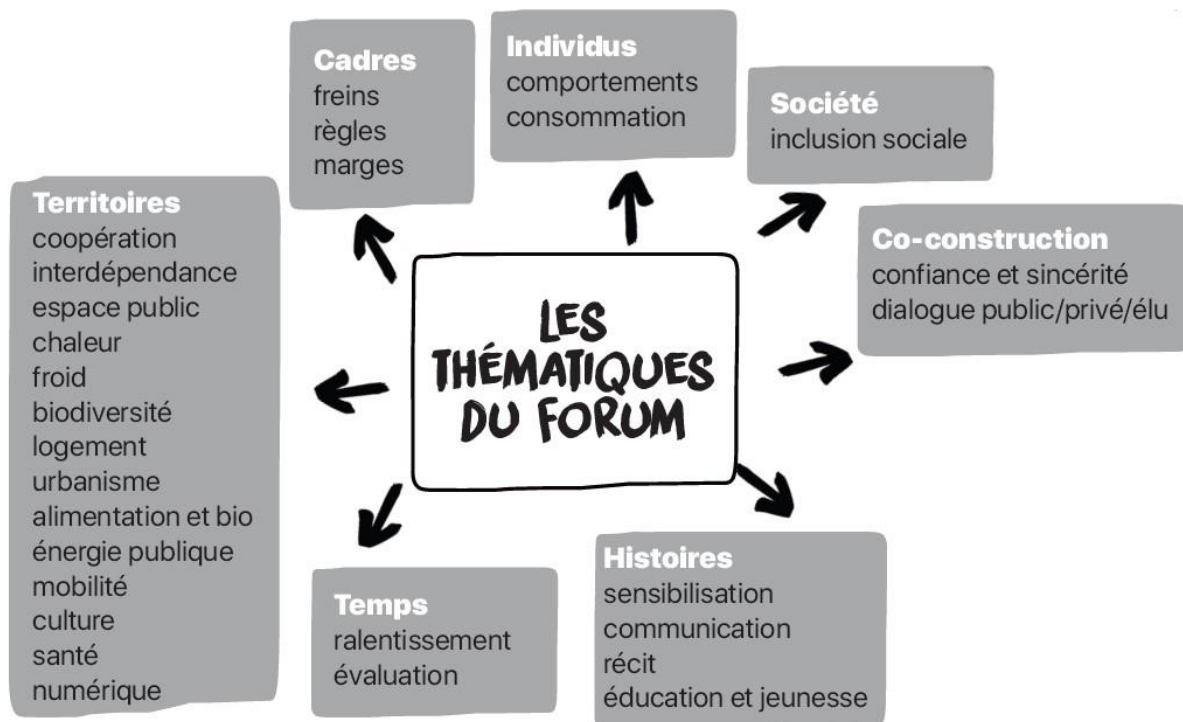 Cadres
freins
règles
marges
Individus
comportements
consommation
Société
inclusion sociale
Territoires
coopération
interdépendance
espace public
chaleur
froid
biodiversité
logement
urbanisme
alimentation et bio
énergie publique
mobilité
culture
santé
numérique
LES
THÉMATIQUES
DU FORUM
Co-construction
confiance et sincérité
dialogue public/privé/élu
Temps
ralentissement
évaluation
Histoires
sensibilisation
communication
récit
éducation et jeunesse